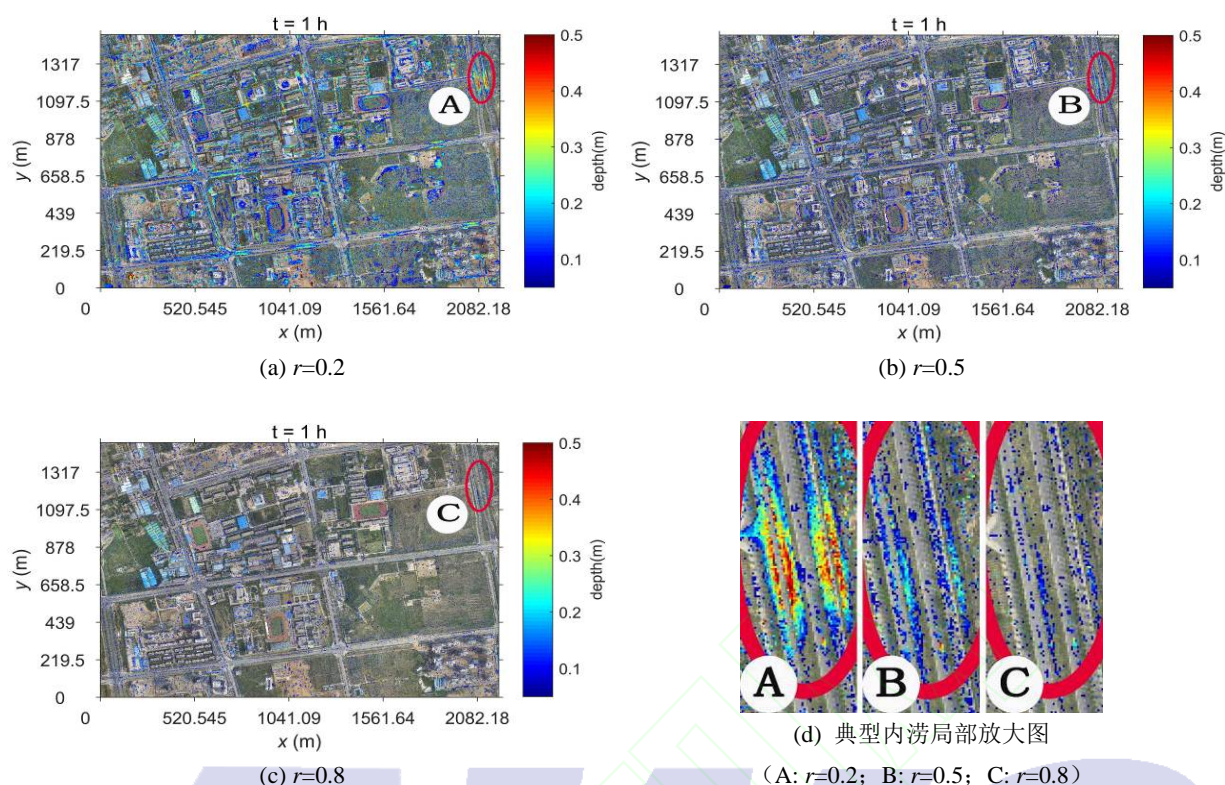 t = 1 h
0.5
1317
0.4
A
1097.5
878
0.3
y (m)
depth(m)
658.5
0.2
439
219.5
0.1
0
0
520.545
1041.09
1561.64
2082.18
x (m)
(a) r=0.2
t = 1 h
0.5
1317
0.4
B
1097.5
878
0.3
y (m)
depth(m)
658.5
0.2
439
219.5
0.1
0
0
520.545
1041.09
1561.64
2082.18
x (m)
(b) r=0.5
t = 1 h
0.5
1317
0.4
C
1097.5
878
0.3
y (m)
depth(m)
658.5
0.2
439
219.5
0.1
0
0
520.545
1041.09
1561.64
2082.18
x (m)
(c) r=0.8
A
B
C
(d) 典型内涝局部放大图
（A: r=0.2；B: r=0.5；C: r=0.8）